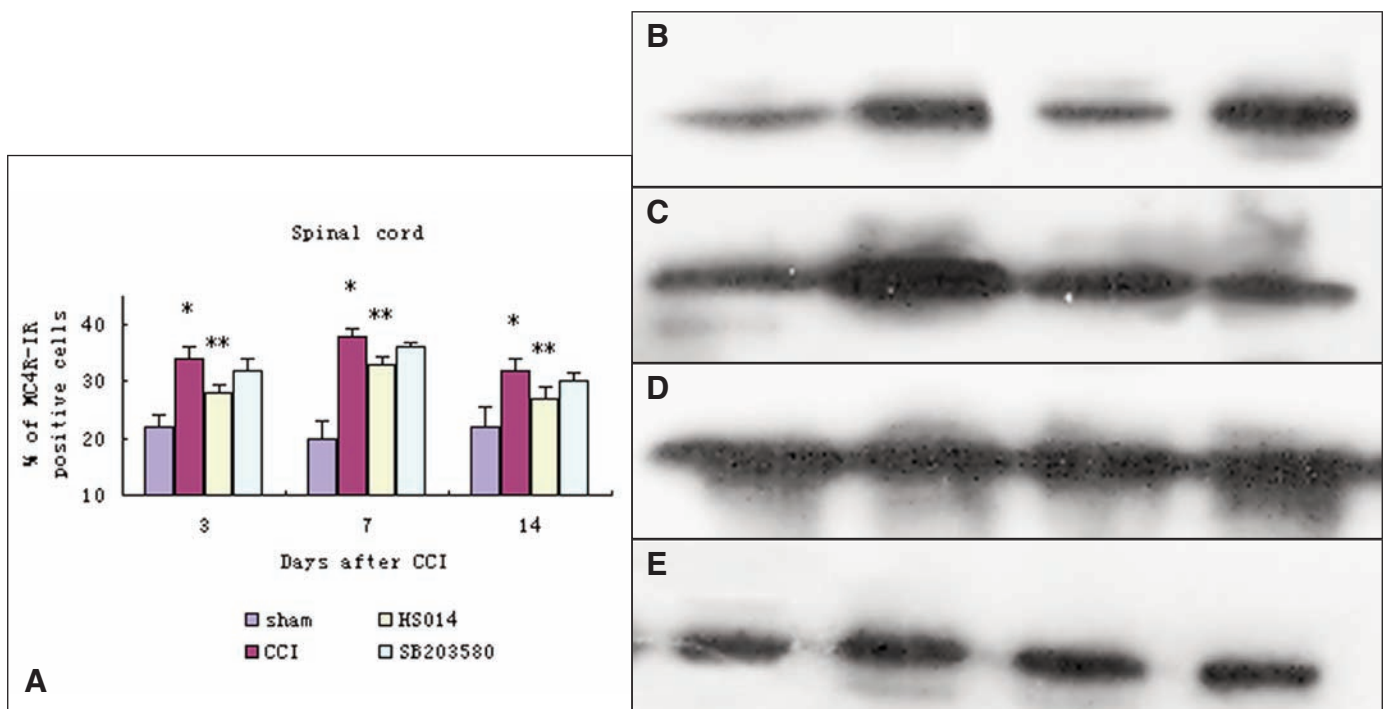 B
C
D
E
Spinal cord
% of MC4R-IR
positive cells
40
30
20
10
*
**
*
**
*
**
3
7
14
Days after CCI
sham
HS014
CCI
SB203580
A